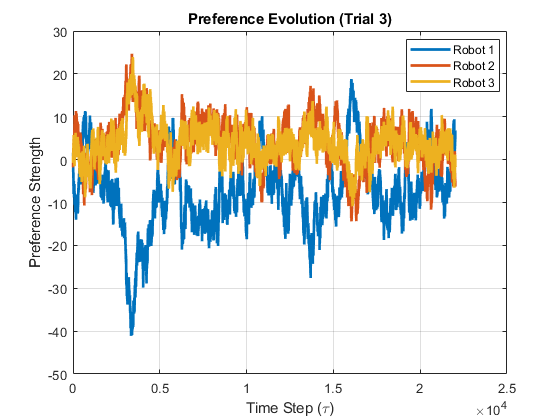 Preference Evolution (Trial 3)
30
20
10
0
-10
-20
-30
-40
-50
Preference Strength
Robot 1
Robot 2
Robot 3
0 0.5 1 1.5 2 2.5
×10⁴
Time Step (τ)